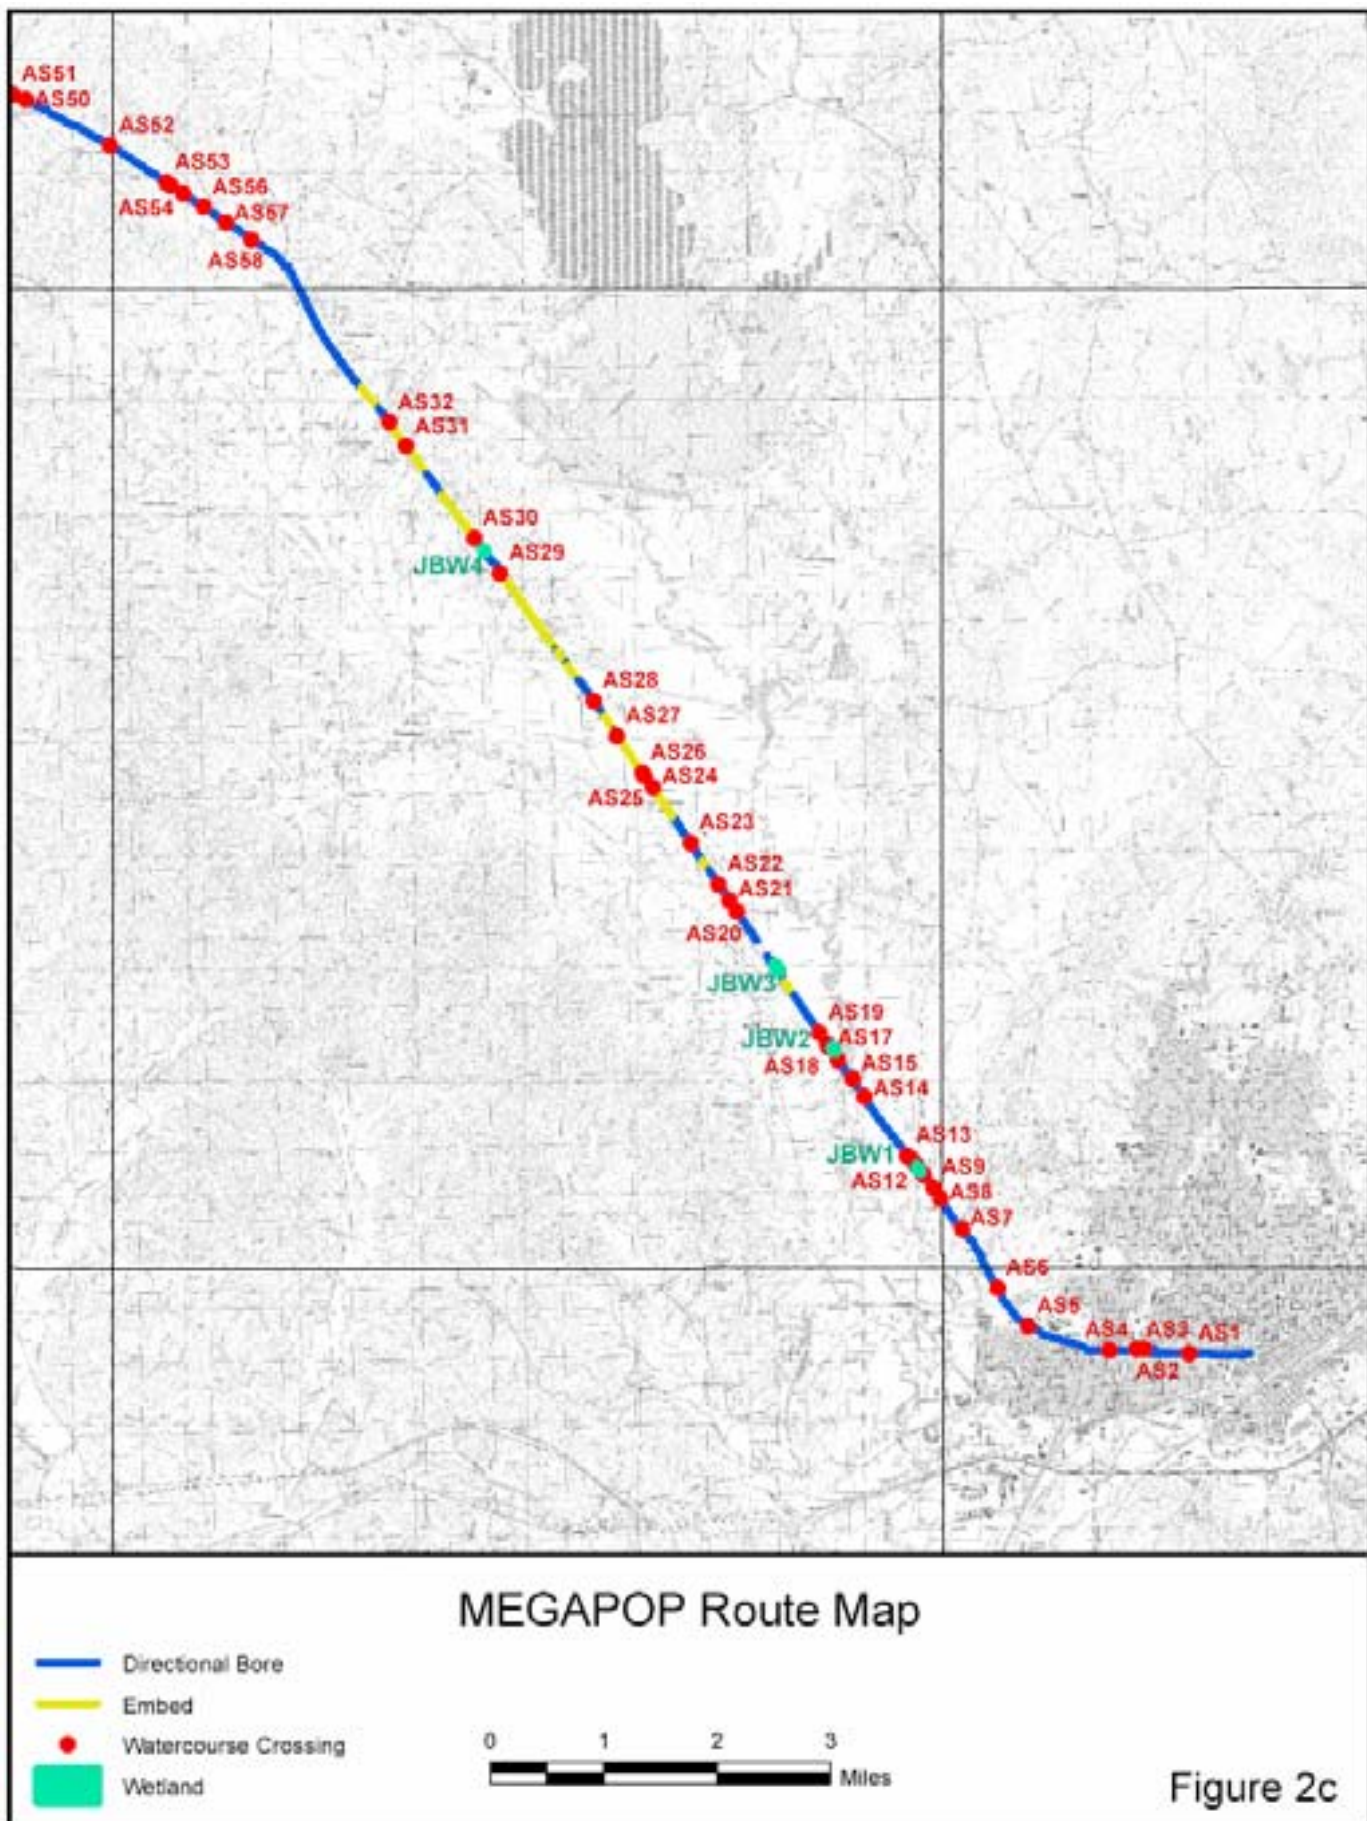 AS51
AS50
AS52
AS53
AS54
AS56
AS57
AS58
AS32
AS31
AS30
JBW4
AS29
AS28
AS27
AS26
AS24
AS25
AS23
AS22
AS21
AS20
JBW3
AS19
JBW2
AS17
AS18
AS15
AS14
AS13
JBW1
AS9
AS12
AS8
AS7
AS6
AS5
AS4
AS3
AS1
AS2
MEGAPOP Route Map
Directional Bore
Embed
Watercourse Crossing
Wetland
0 1 2 3
Miles
Figure 2c